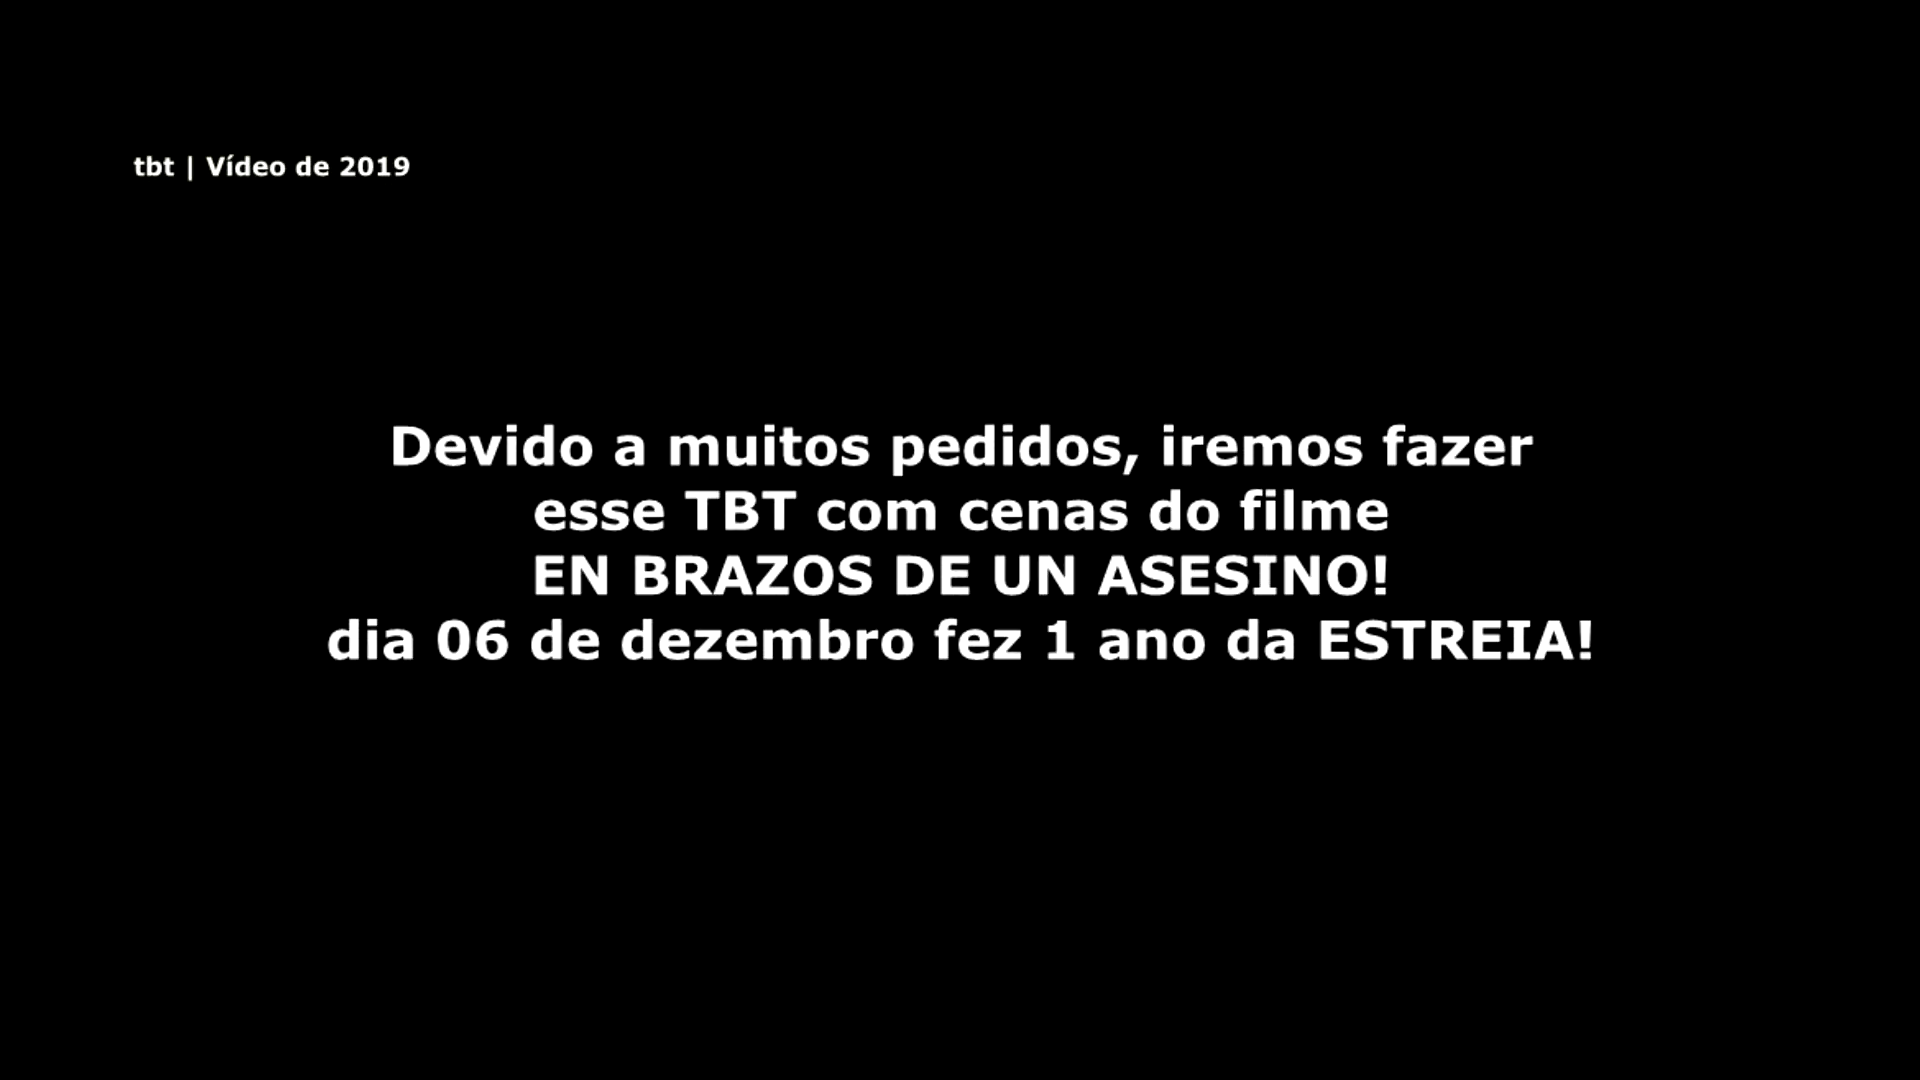 tbt | Vídeo de 2019
Devido a muitos pedidos, iremos fazer
esse TBT com cenas do filme
EN BRAZOS DE UN ASESINO!
dia 06 de dezembro fez 1 ano da ESTREIA!